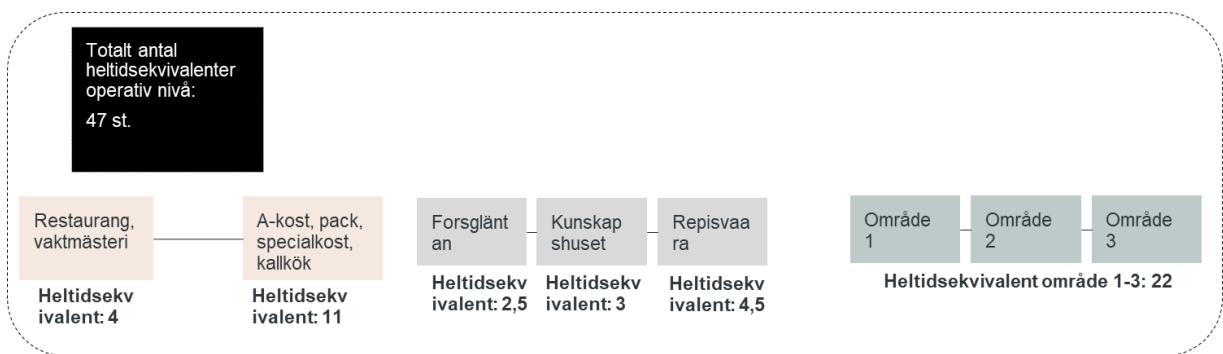 Totalt antal
heltidsekvivalenter
operativ nivå:
47 st.
Restaurang,
vaktmästeri
A-kost, pack,
specialkost,
kallkök
Forsglänt
an
Kunskap
shuset
Repisvaa
ra
Område
1
Område
2
Område
3
Heltidsekv
ivalent: 4
Heltidsekv
ivalent: 11
Heltidsekv
ivalent: 2,5
Heltidsekv
ivalent: 3
Heltidsekv
ivalent: 4,5
Heltidsekvivalent område 1-3: 22